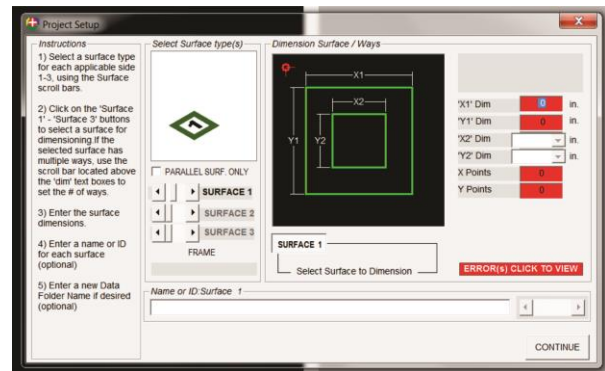 Project Setup
Instructions
1) Select a surface type
for each applicable side
1-3, using the Surface
scroll bars.
2) Click on the 'Surface
1' - 'Surface 3' buttons
to select a surface for
dimensioning.If the
selected surface has
multiple ways, use the
scroll bar located above
the 'dim' text boxes to
set the # of ways.
3) Enter the surface
dimensions.
4) Enter a name or ID
for each surface
(optional)
5) Enter a new Data
Folder Name if desired
(optional)
Select Surface type(s)
1
PARALLEL SURF. ONLY
SURFACE 1
SURFACE 2
SURFACE 3
FRAME
Dimension Surface / Ways
X1
X2
Y1 Y2
SURFACE 1
Select Surface to Dimension
'X1' Dim 0 in.
'Y1' Dim 0 in.
'X2' Dim in.
'Y2' Dim in.
X Points 0
Y Points 0
ERROR(s) CLICK TO VIEW
Name or ID:Surface 1
CONTINUE